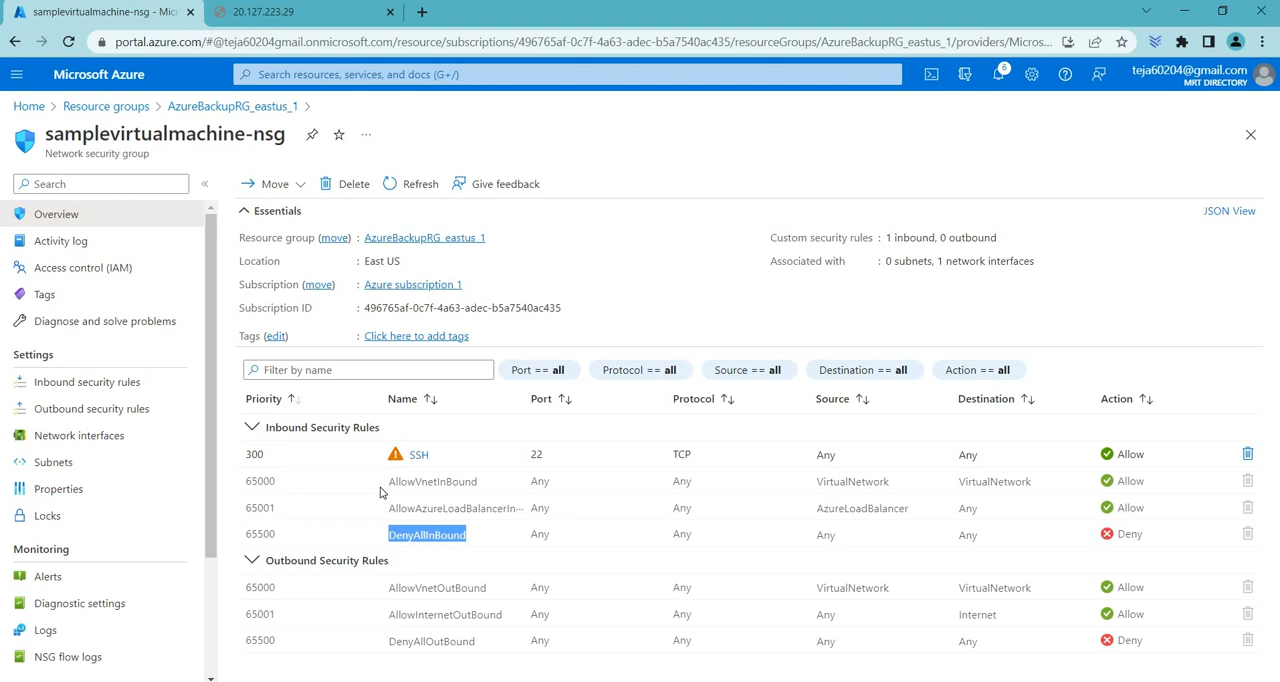 samplevirtualmachine-nsg - Micr
20.127.223.29
portal.azure.com/#@teja60204gmail.onmicrosoft.com/resource/subscriptions/496765af-0c7f-4a63-adec-b5a7540ac435/resourceGroups/AzureBackupRG_eastus_1/providers/Micros...
Microsoft Azure
Search resources, services, and docs (G+/)
6
teja60204@gmail.com
MRT DIRECTORY
Home > Resource groups > AzureBackupRG_eastus_1 >
samplevirtualmachine-nsg
Network security group
Search
Move Delete Refresh Give feedback
Overview
Activity log
Access control (IAM)
Tags
Diagnose and solve problems
Settings
Inbound security rules
Outbound security rules
Network interfaces
Subnets
Properties
Locks
Monitoring
Alerts
Diagnostic settings
Logs
NSG flow logs
Essentials JSON View
Resource group (move) : AzureBackupRG_eastus_1 Custom security rules : 1 inbound, 0 outbound
Location : East US Associated with : 0 subnets, 1 network interfaces
Subscription (move) : Azure subscription 1
Subscription ID : 496765af-0c7f-4a63-adec-b5a7540ac435
Tags (edit) : Click here to add tags
Filter by name Port == all Protocol == all Source == all Destination == all Action == all
Priority Name Port Protocol Source Destination Action
Inbound Security Rules
300 SSH 22 TCP Any Any Allow
65000 AllowVnetInBound Any Any VirtualNetwork VirtualNetwork Allow
65001 AllowAzureLoadBalancerIn··· Any Any AzureLoadBalancer Any Allow
65500 DenyAllInBound Any Any Any Any Deny
Outbound Security Rules
65000 AllowVnetOutBound Any Any VirtualNetwork VirtualNetwork Allow
65001 AllowInternetOutBound Any Any Any Internet Allow
65500 DenyAllOutBound Any Any Any Any Deny